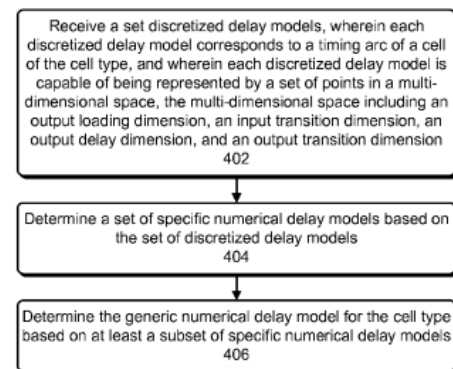 Receive a set discretized delay models, wherein each
discretized delay model corresponds to a timing arc of a cell
of the cell type, and wherein each discretized delay model is
capable of being represented by a set of points in a multi-
dimensional space, the multi-dimensional space including an
output loading dimension, an input transition dimension, an
output delay dimension, and an output transition dimension
402
Determine a set of specific numerical delay models based on
the set of discretized delay models
404
Determine the generic numerical delay model for the cell type
based on at least a subset of specific numerical delay models
406